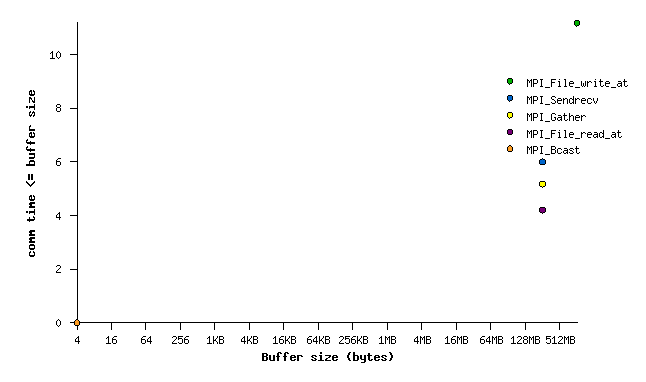 10
8
6
4
2
0
comm time <= buffer size
MPI_File_write_at
MPI_Sendrecv
MPI_Gather
MPI_File_read_at
MPI_Bcast
4 16 64 256 1KB 4KB 16KB 64KB 256KB 1MB 4MB 16MB 64MB 128MB 512MB
Buffer size (bytes)